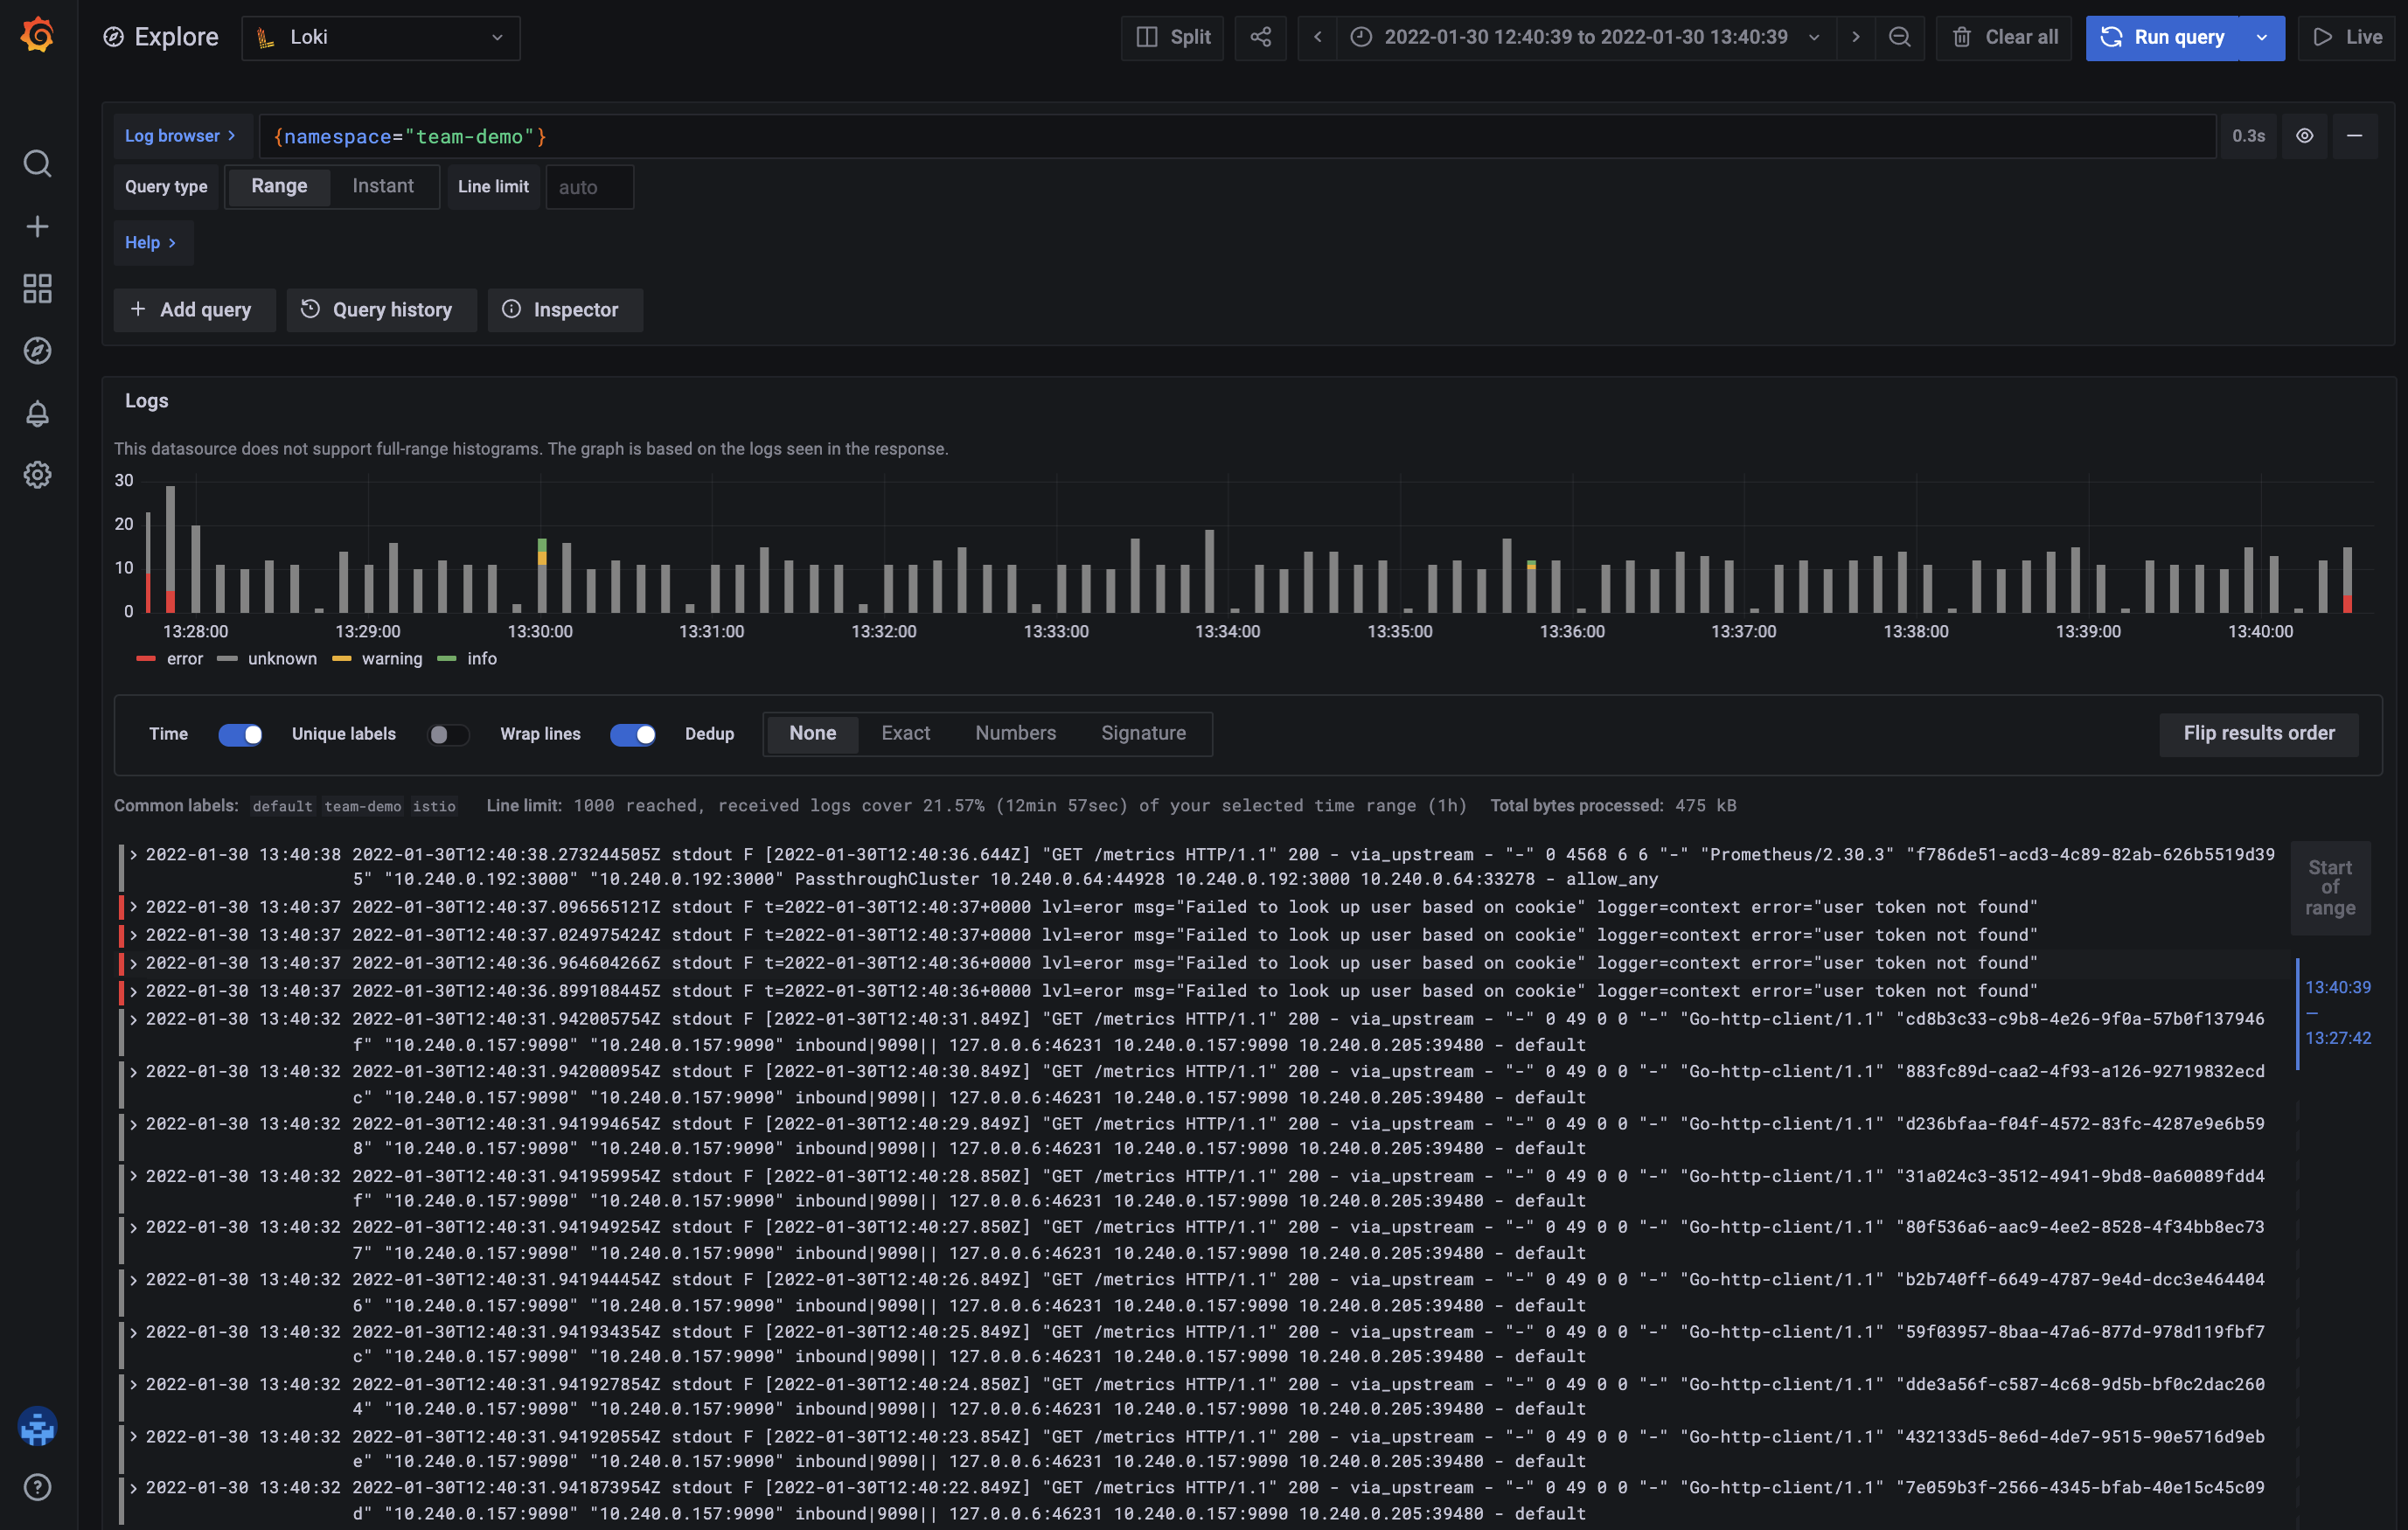 Explore Loki Split 2022-01-30 12:40:39 to 2022-01-30 13:40:39 Clear all Run query Live
Log browser > {namespace="team-demo"} 0.3s
Query type Range Instant Line limit auto
Help >
+ Add query Query history Inspector
Logs
This datasource does not support full-range histograms. The graph is based on the logs seen in the response.
30
20
10
0
13:28:00 13:29:00 13:30:00 13:31:00 13:32:00 13:33:00 13:34:00 13:35:00 13:36:00 13:37:00 13:38:00 13:39:00 13:40:00
error unknown warning info
Time Unique labels Wrap lines Dedup None Exact Numbers Signature Flip results order
Common labels: default team-demo istio Line limit: 1000 reached, received logs cover 21.57% (12min 57sec) of your selected time range (1h) Total bytes processed: 475 kB
> 2022-01-30 13:40:38 2022-01-30T12:40:38.273244505Z stdout F [2022-01-30T12:40:36.644Z] "GET /metrics HTTP/1.1" 200 - via_upstream - "-" 0 4568 6 6 "-" "Prometheus/2.30.3" "f786de51-acd3-4c89-82ab-626b5519d39
5" "10.240.0.192:3000" "10.240.0.192:3000" PassthroughCluster 10.240.0.64:44928 10.240.0.192:3000 10.240.0.64:33278 - allow_any
> 2022-01-30 13:40:37 2022-01-30T12:40:37.096565121Z stdout F t=2022-01-30T12:40:37+0000 lvl=eror msg="Failed to look up user based on cookie" logger=context error="user token not found"
> 2022-01-30 13:40:37 2022-01-30T12:40:37.024975424Z stdout F t=2022-01-30T12:40:37+0000 lvl=eror msg="Failed to look up user based on cookie" logger=context error="user token not found"
> 2022-01-30 13:40:37 2022-01-30T12:40:36.964604266Z stdout F t=2022-01-30T12:40:36+0000 lvl=eror msg="Failed to look up user based on cookie" logger=context error="user token not found"
> 2022-01-30 13:40:37 2022-01-30T12:40:36.899108445Z stdout F t=2022-01-30T12:40:36+0000 lvl=eror msg="Failed to look up user based on cookie" logger=context error="user token not found"
> 2022-01-30 13:40:32 2022-01-30T12:40:31.942005754Z stdout F [2022-01-30T12:40:31.849Z] "GET /metrics HTTP/1.1" 200 - via_upstream - "-" 0 49 0 0 "-" "Go-http-client/1.1" "cd8b3c33-c9b8-4e26-9f0a-57b0f137946
f" "10.240.0.157:9090" "10.240.0.157:9090" inbound|9090|| 127.0.0.6:46231 10.240.0.157:9090 10.240.0.205:39480 - default
> 2022-01-30 13:40:32 2022-01-30T12:40:31.942000954Z stdout F [2022-01-30T12:40:30.849Z] "GET /metrics HTTP/1.1" 200 - via_upstream - "-" 0 49 0 0 "-" "Go-http-client/1.1" "883fc89d-caa2-4f93-a126-92719832ecd
c" "10.240.0.157:9090" "10.240.0.157:9090" inbound|9090|| 127.0.0.6:46231 10.240.0.157:9090 10.240.0.205:39480 - default
> 2022-01-30 13:40:32 2022-01-30T12:40:31.941994654Z stdout F [2022-01-30T12:40:29.849Z] "GET /metrics HTTP/1.1" 200 - via_upstream - "-" 0 49 0 0 "-" "Go-http-client/1.1" "d236bfaa-f04f-4572-83fc-4287e9e6b59
8" "10.240.0.157:9090" "10.240.0.157:9090" inbound|9090|| 127.0.0.6:46231 10.240.0.157:9090 10.240.0.205:39480 - default
> 2022-01-30 13:40:32 2022-01-30T12:40:31.941959954Z stdout F [2022-01-30T12:40:28.850Z] "GET /metrics HTTP/1.1" 200 - via_upstream - "-" 0 49 0 0 "-" "Go-http-client/1.1" "31a024c3-3512-4941-9bd8-0a60089fdd4
f" "10.240.0.157:9090" "10.240.0.157:9090" inbound|9090|| 127.0.0.6:46231 10.240.0.157:9090 10.240.0.205:39480 - default
> 2022-01-30 13:40:32 2022-01-30T12:40:31.941949254Z stdout F [2022-01-30T12:40:27.850Z] "GET /metrics HTTP/1.1" 200 - via_upstream - "-" 0 49 0 0 "-" "Go-http-client/1.1" "80f536a6-aac9-4ee2-8528-4f34bb8ec73
7" "10.240.0.157:9090" "10.240.0.157:9090" inbound|9090|| 127.0.0.6:46231 10.240.0.157:9090 10.240.0.205:39480 - default
> 2022-01-30 13:40:32 2022-01-30T12:40:31.941944454Z stdout F [2022-01-30T12:40:26.849Z] "GET /metrics HTTP/1.1" 200 - via_upstream - "-" 0 49 0 0 "-" "Go-http-client/1.1" "b2b740ff-6649-4787-9e4d-dcc3e464404
6" "10.240.0.157:9090" "10.240.0.157:9090" inbound|9090|| 127.0.0.6:46231 10.240.0.157:9090 10.240.0.205:39480 - default
> 2022-01-30 13:40:32 2022-01-30T12:40:31.941934354Z stdout F [2022-01-30T12:40:25.849Z] "GET /metrics HTTP/1.1" 200 - via_upstream - "-" 0 49 0 0 "-" "Go-http-client/1.1" "59f03957-8baa-47a6-877d-978d119fbf7
c" "10.240.0.157:9090" "10.240.0.157:9090" inbound|9090|| 127.0.0.6:46231 10.240.0.157:9090 10.240.0.205:39480 - default
> 2022-01-30 13:40:32 2022-01-30T12:40:31.941927854Z stdout F [2022-01-30T12:40:24.850Z] "GET /metrics HTTP/1.1" 200 - via_upstream - "-" 0 49 0 0 "-" "Go-http-client/1.1" "dde3a56f-c587-4c68-9d5b-bf0c2dac260
4" "10.240.0.157:9090" "10.240.0.157:9090" inbound|9090|| 127.0.0.6:46231 10.240.0.157:9090 10.240.0.205:39480 - default
> 2022-01-30 13:40:32 2022-01-30T12:40:31.941920554Z stdout F [2022-01-30T12:40:23.854Z] "GET /metrics HTTP/1.1" 200 - via_upstream - "-" 0 49 0 0 "-" "Go-http-client/1.1" "432133d5-8e6d-4de7-9515-90e5716d9eb
e" "10.240.0.157:9090" "10.240.0.157:9090" inbound|9090|| 127.0.0.6:46231 10.240.0.157:9090 10.240.0.205:39480 - default
> 2022-01-30 13:40:32 2022-01-30T12:40:31.941873954Z stdout F [2022-01-30T12:40:22.849Z] "GET /metrics HTTP/1.1" 200 - via_upstream - "-" 0 49 0 0 "-" "Go-http-client/1.1" "7e059b3f-2566-4345-bfab-40e15c45c09
d" "10.240.0.157:9090" "10.240.0.157:9090" inbound|9090|| 127.0.0.6:46231 10.240.0.157:9090 10.240.0.205:39480 - default
Start
of
range
13:40:39
—
13:27:42